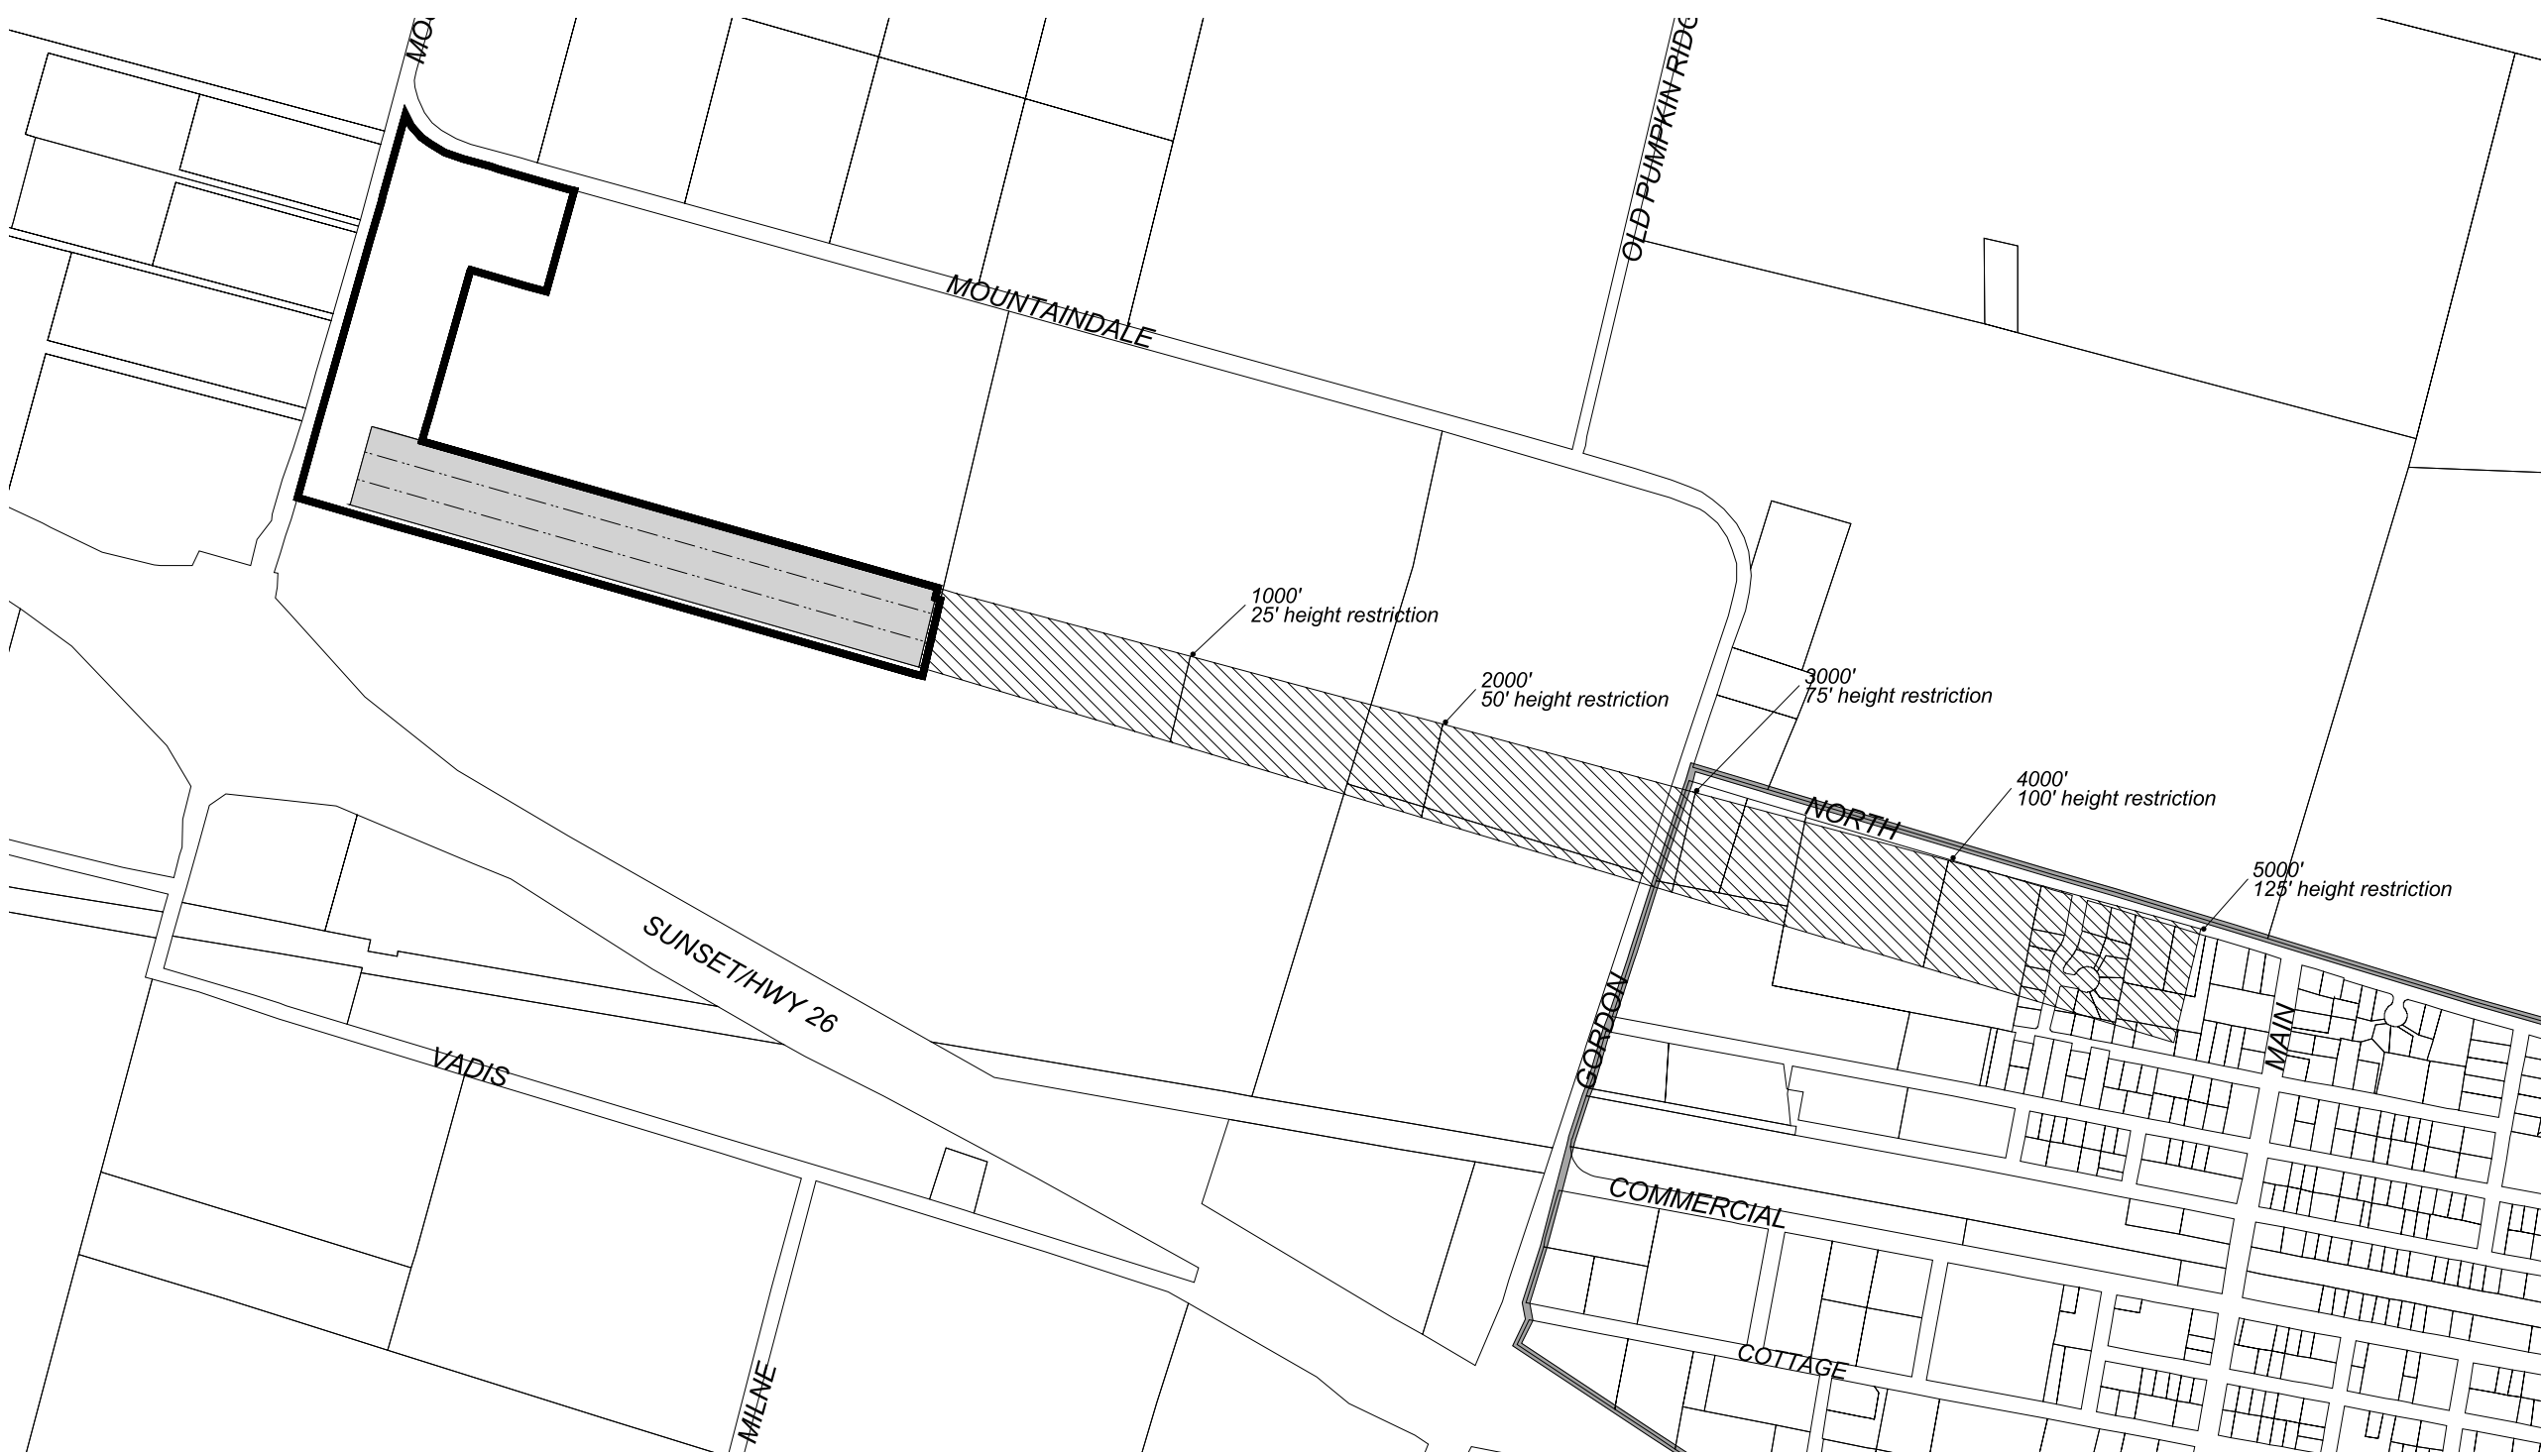 MOUNTAINDALE
1000'
25' height restriction
2000'
50' height restriction
3000'
75' height restriction
NORTH
4000'
100' height restriction
5000'
125' height restriction
SUNSET/HWY 26
VADIS
GORDON
MAIN
COMMERCIAL
COTTAGE
MILNE
OLD PUMPKIN